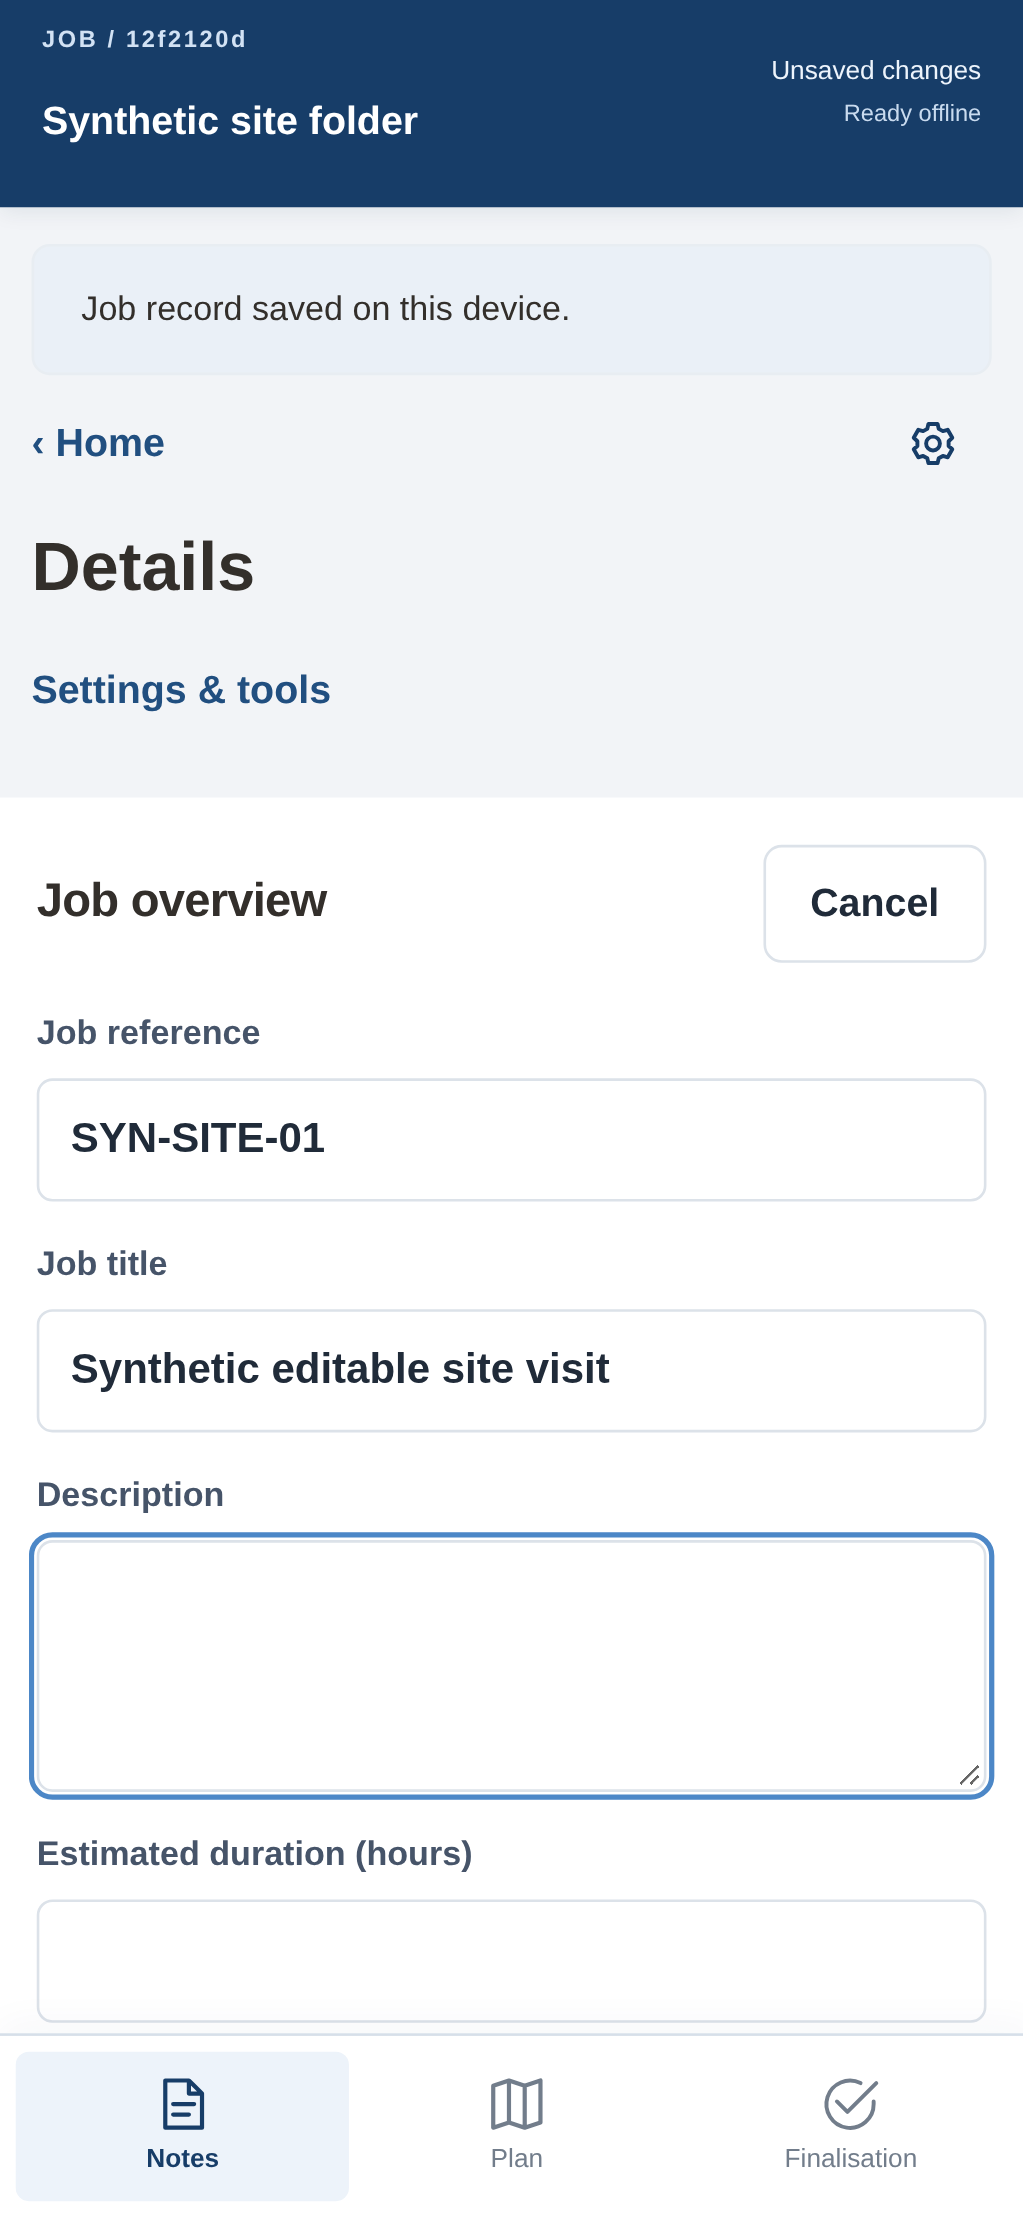 JOB / 12f2120d
Synthetic site folder
Unsaved changes
Ready offline
Job record saved on this device.
‹ Home
Details
Settings & tools
Job overview
Cancel
Job reference
SYN-SITE-01
Job title
Synthetic editable site visit
Description
Estimated duration (hours)
Notes
Plan
Finalisation